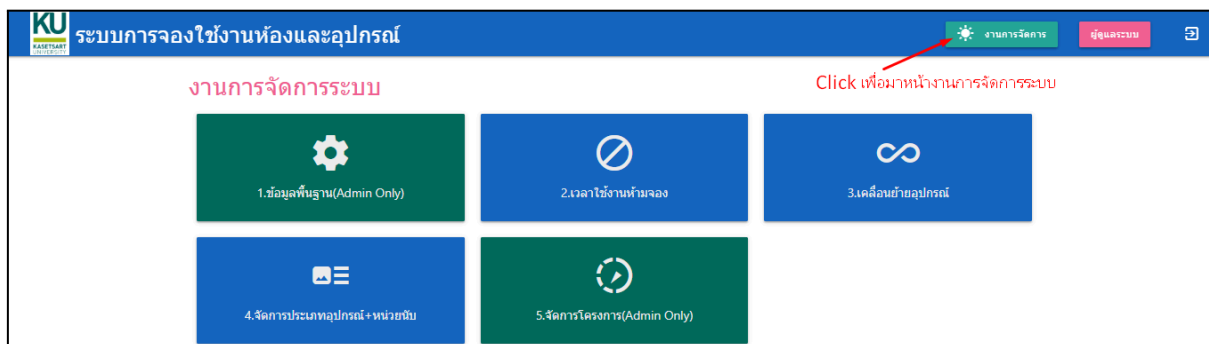 KU
KASETSART
UNIVERSITY
ระบบการจองใช้งานห้องและอุปกรณ์
งานการจัดการ
ผู้ดูแลระบบ
งานการจัดการระบบ
Click เพื่อมาหน้างานการจัดการระบบ
1.ข้อมูลพื้นฐาน(Admin Only)
2.เวลาใช้งานห้ามจอง
3.เคลื่อนย้ายอุปกรณ์
4.จัดการประเภทอุปกรณ์+หน่วยนับ
5.จัดการโครงการ(Admin Only)